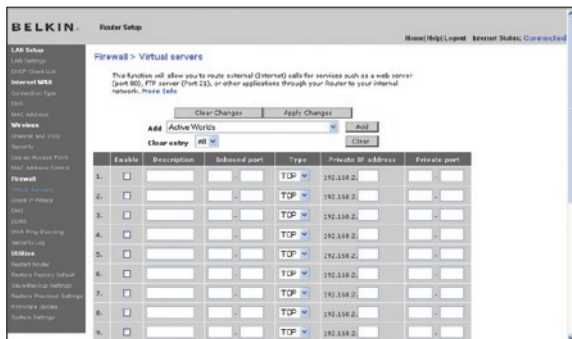 BELKIN. Router Setup
Home|Help|Logout Internet Status: Connected
LAN Setup
LAN Settings
DHCP Client List
Internet WAN
Connection Type
DNS
MAC Address
Wireless
Channel and SSID
Security
Use as Access Point
MAC Address Control
Firewall
Virtual Servers
Client IP Filters
DMZ
DDNS
WAN Ping Blocking
Security Log
Utilities
Restart Router
Restore Factory Default
Save/Backup Settings
Restore Previous Settings
Firmware Update
System Settings
Firewall > Virtual servers
This function will allow you to route external (Internet) calls for services such as a web server
(port 80), FTP server (Port 21), or other applications through your Router to your internal
network. More Info
Clear Changes Apply Changes
Add Active Worlds Add
Clear entry all Clear
Enable Description Inbound port Type Private IP address Private port
1. - TCP 192.168.2. -
2. - TCP 192.168.2. -
3. - TCP 192.168.2. -
4. - TCP 192.168.2. -
5. - TCP 192.168.2. -
6. - TCP 192.168.2. -
7. - TCP 192.168.2. -
8. - TCP 192.168.2. -
9. - TCP 192.168.2. -